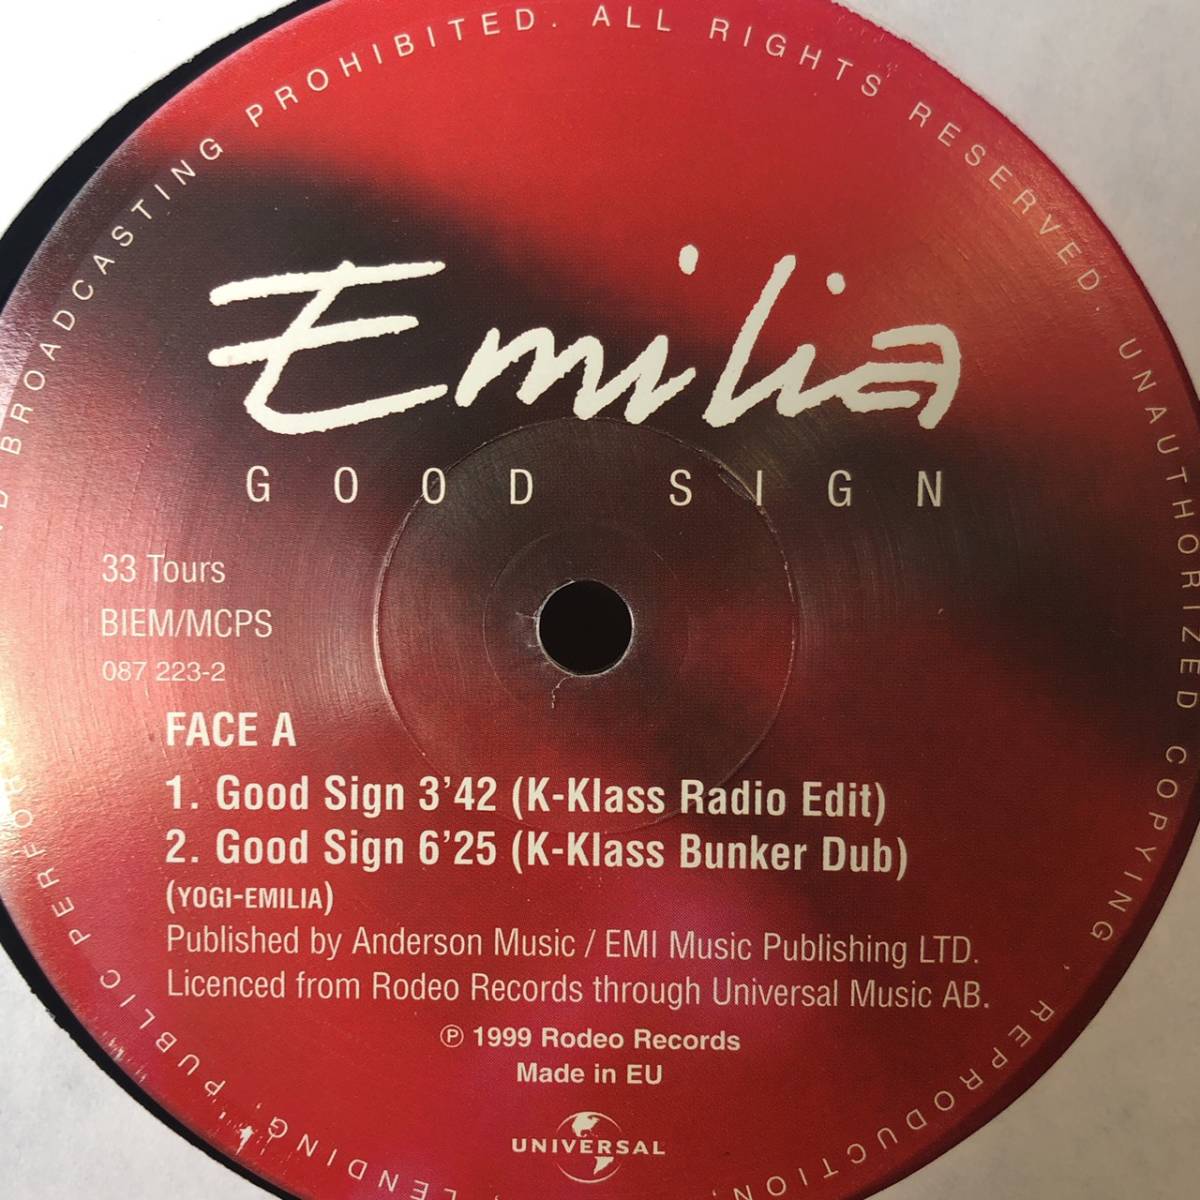 Emilia
GOOD SIGN
33 Tours
BIEM/MCPS
087 223-2
FACE A
1. Good Sign 3'42 (K-Klass Radio Edit)
2. Good Sign 6'25 (K-Klass Bunker Dub)
(YOGI-EMILIA)
Published by Anderson Music / EMI Music Publishing LTD.
Licenced from Rodeo Records through Universal Music AB.
℗ 1999 Rodeo Records
Made in EU
UNIVERSAL
ALL RIGHTS RESERVED. UNAUTHORIZED COPYING, REPRODUCTION, LENDING, PUBLIC BROADCASTING PROHIBITED.